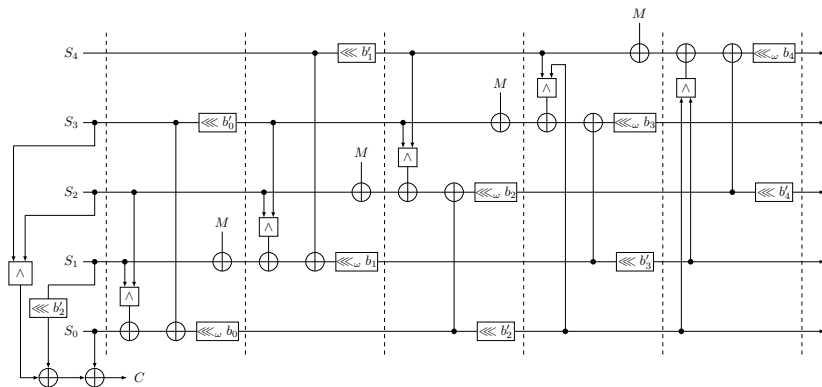 M
S₄ ⋘ b′₁ ⋘ω b₄
∧ ∧
M
S₃ ⋘ b′₀ ⋘ω b₃
∧
M
S₂ ⋘ω b₂ ⋘ b′₄
∧
M
S₁ ⋘ω b₁ ⋘ b′₃
∧
∧
⋘ b′₂
S₀ ⋘ω b₀ ⋘ b′₂
C